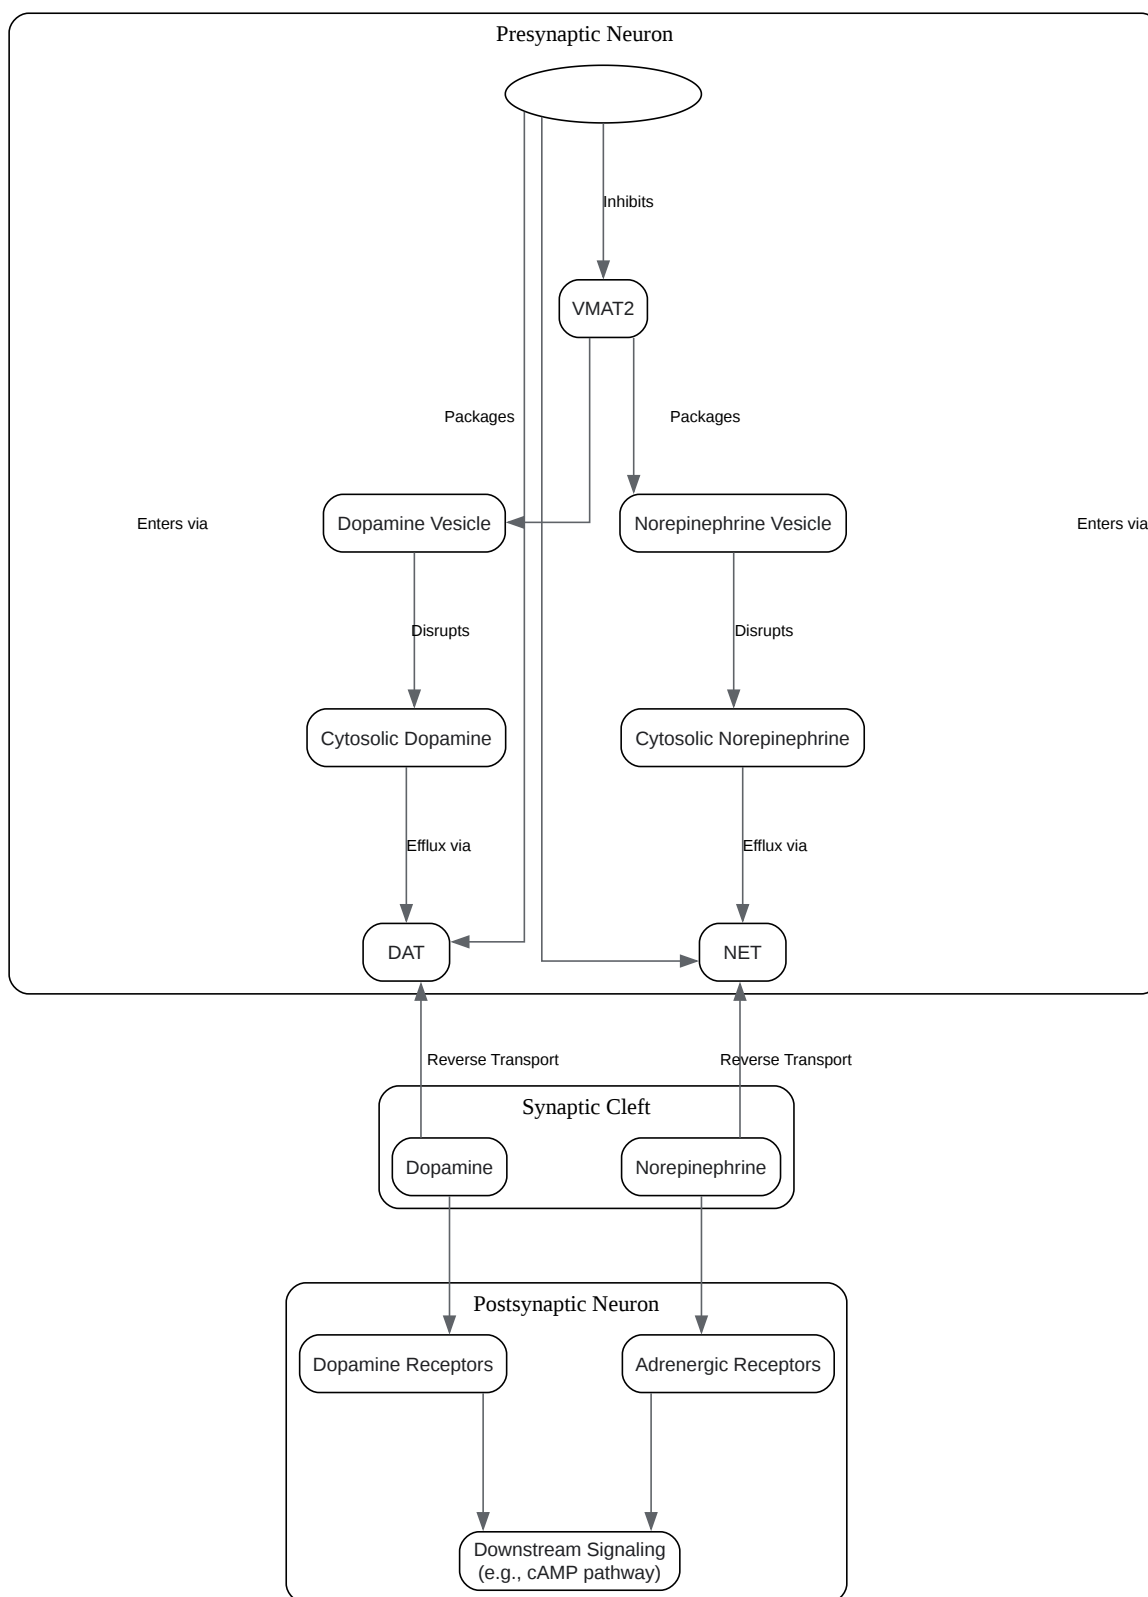 Presynaptic Neuron
Inhibits
VMAT2
Packages
Packages
Enters via
Dopamine Vesicle
Norepinephrine Vesicle
Enters via
Disrupts
Disrupts
Cytosolic Dopamine
Cytosolic Norepinephrine
Efflux via
Efflux via
DAT
NET
Reverse Transport
Reverse Transport
Synaptic Cleft
Dopamine
Norepinephrine
Postsynaptic Neuron
Dopamine Receptors
Adrenergic Receptors
Downstream Signaling
(e.g., cAMP pathway)